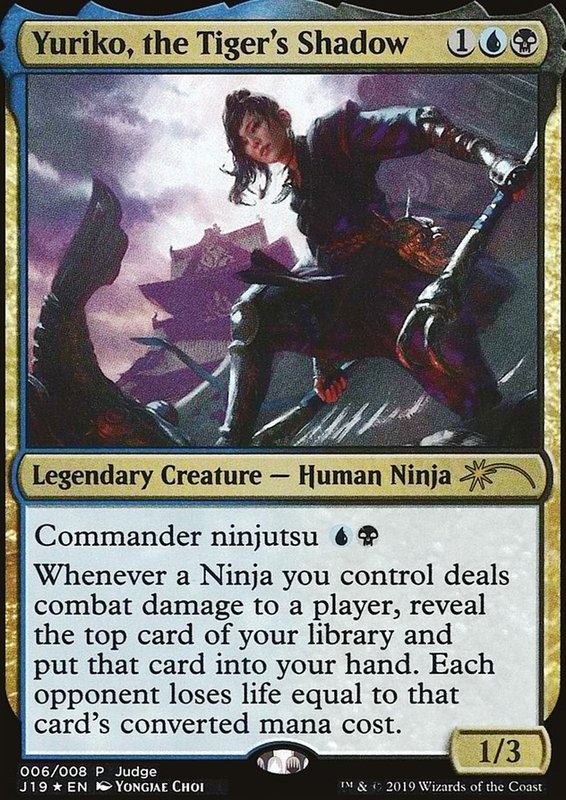 Yuriko, the Tiger's Shadow 1
Legendary Creature — Human Ninja
Commander ninjutsu
Whenever a Ninja you control deals
combat damage to a player, reveal
the top card of your library and
put that card into your hand. Each
opponent loses life equal to that
card's converted mana cost.
1/3
006/008 P Judge
J19 ★ EN Yongjae Choi
™ & © 2019 Wizards of the Coast